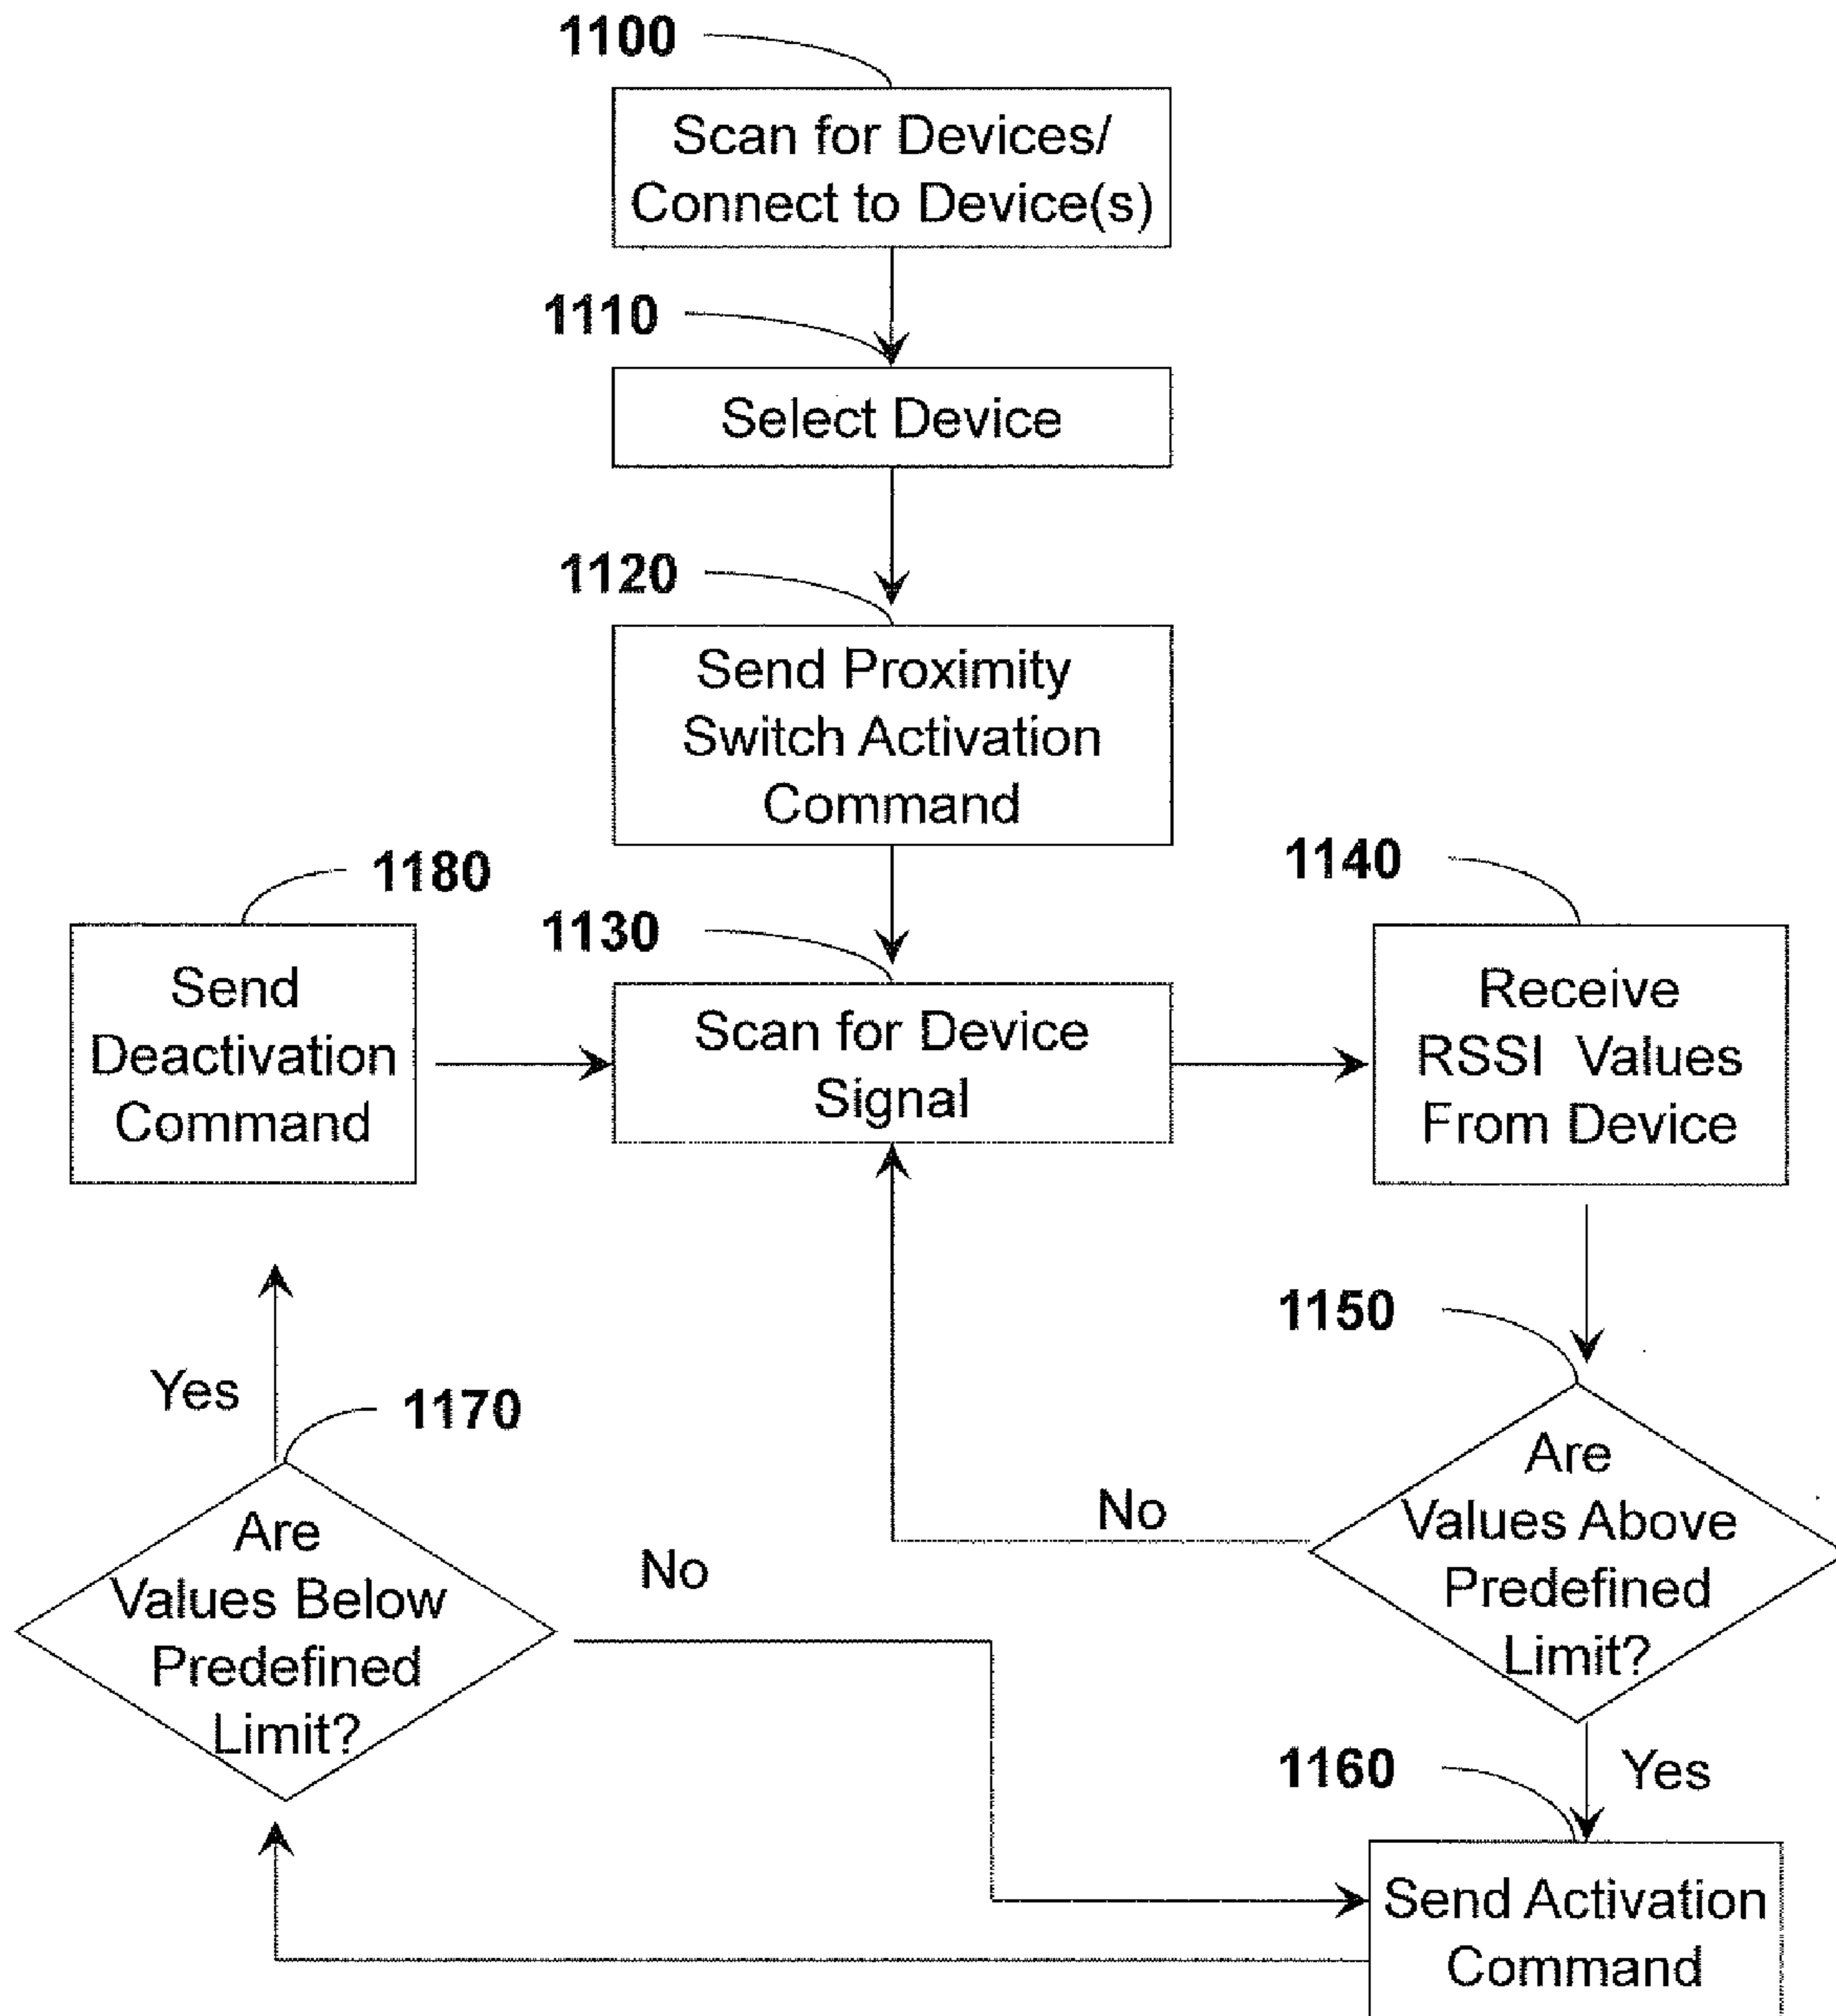 1100
Scan for Devices/
Connect to Device(s)
1110
Select Device
1120
Send Proximity
Switch Activation
Command
1180
Send
Deactivation
Command
1130
Scan for Device
Signal
1140
Receive
RSSI Values
From Device
1150
Are
Values Above
Predefined
Limit?
No
Yes
1160
Send Activation
Command
1170
Are
Values Below
Predefined
Limit?
Yes
No